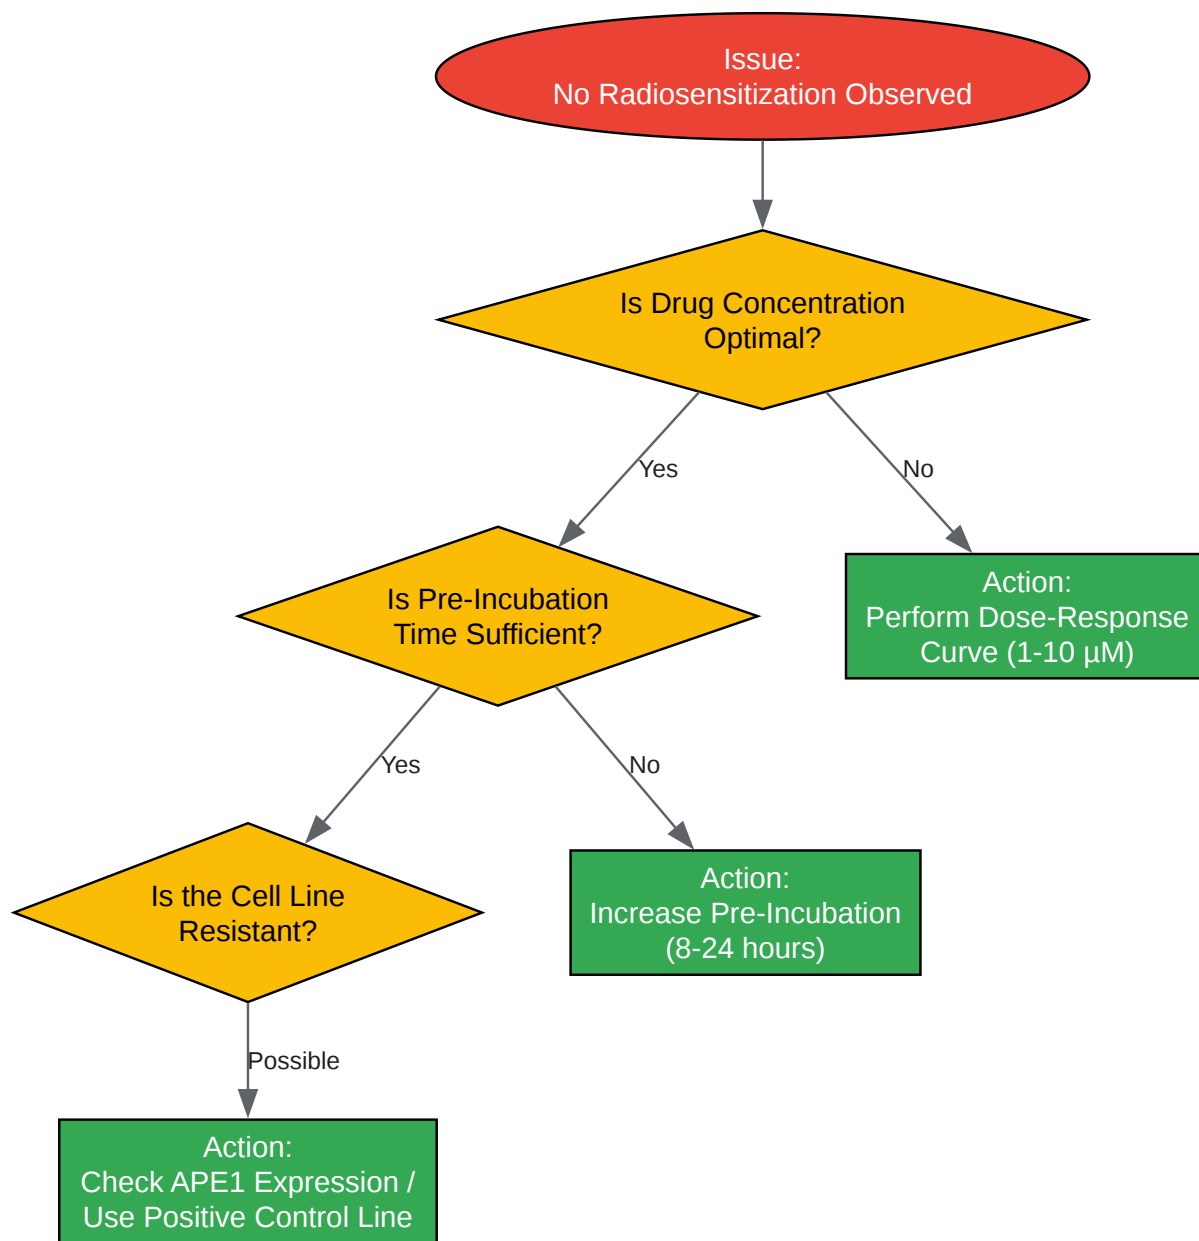 Issue:
No Radiosensitization Observed
Is Drug Concentration
Optimal?
Yes
No
Is Pre-Incubation
Time Sufficient?
Action:
Perform Dose-Response
Curve (1-10 µM)
Yes
No
Is the Cell Line
Resistant?
Action:
Increase Pre-Incubation
(8-24 hours)
Possible
Action:
Check APE1 Expression /
Use Positive Control Line